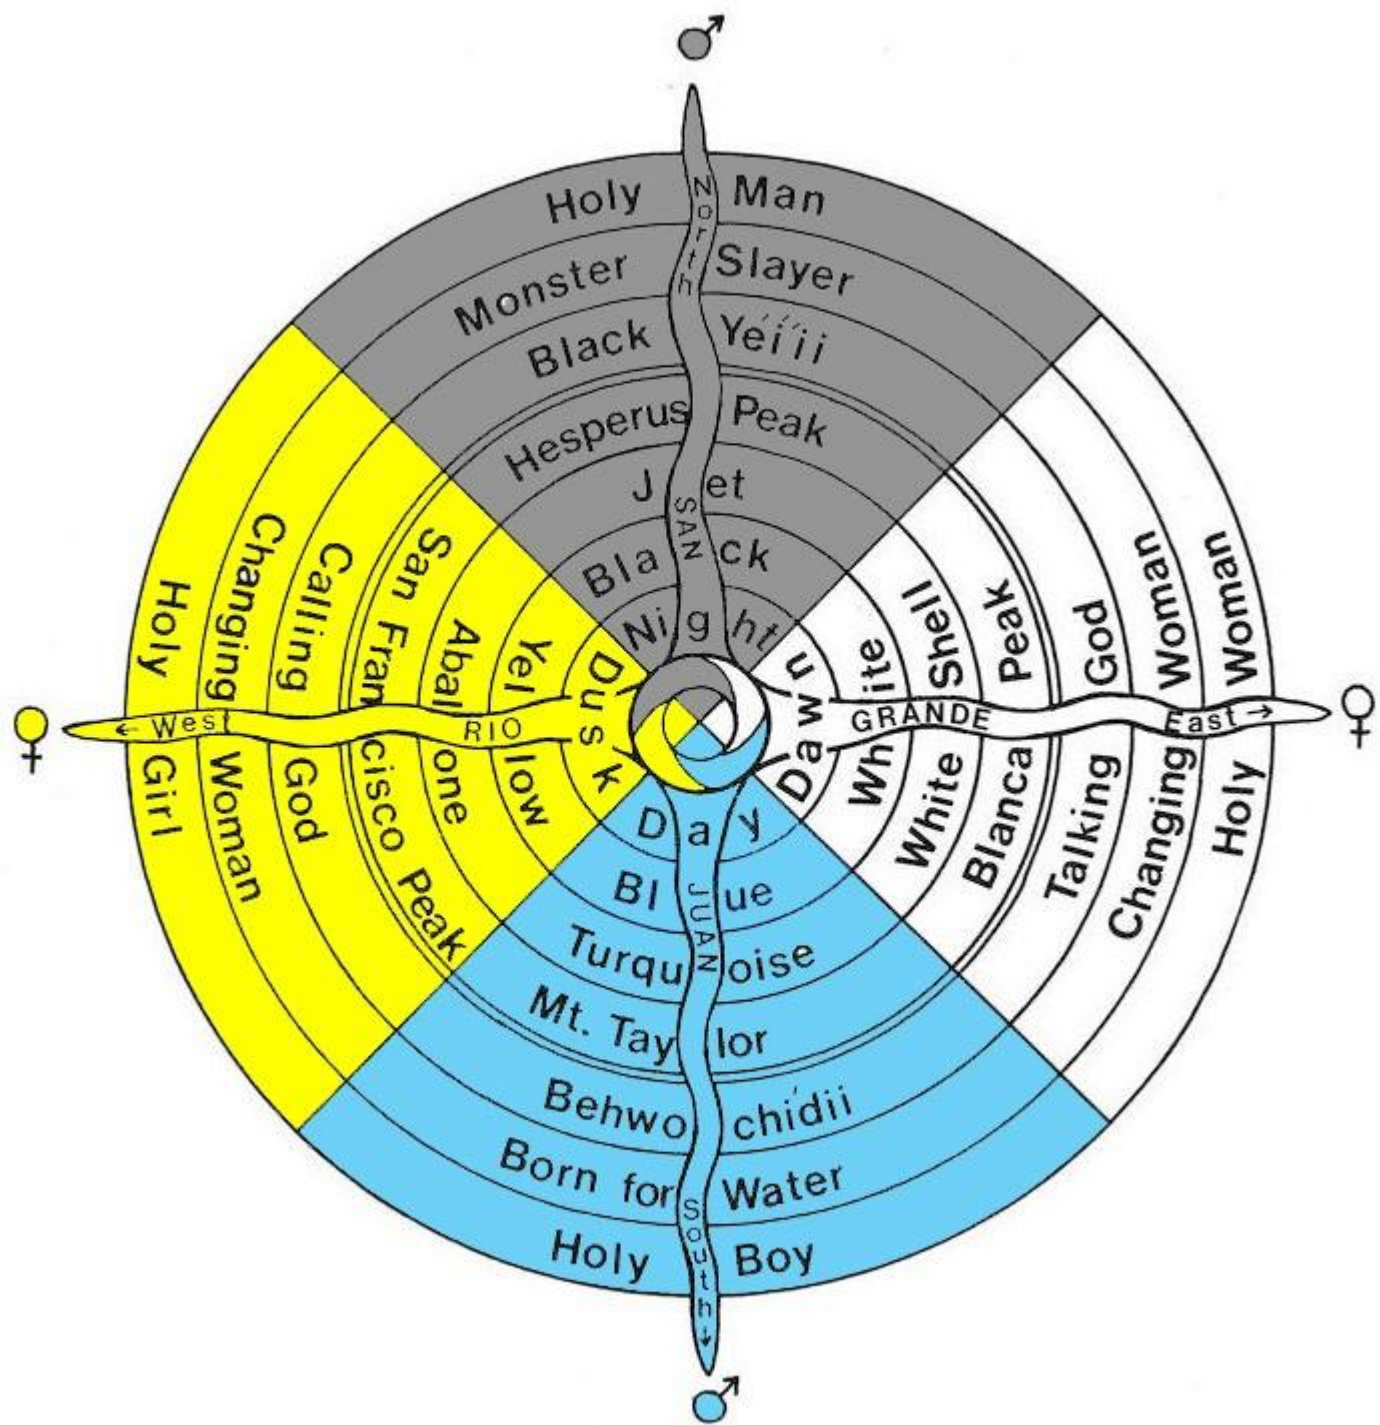 ♂
North
SAN
Holy Man
Monster Slayer
Black Yéí'ii
Hesperus Peak
Jet
Black
Night
East →
GRANDE
Holy Woman
Changing Woman
Talking God
Blanca Peak
White Shell
White
Dawn
♀
JUAN
South →
Day
Blue
Turquoise
Mt. Taylor
Behwochídii
Born for Water
Holy Boy
♂
← West
RIO
Holy Girl
Changing Woman
Calling God
San Francisco Peak
Abalone
Yellow
Dusk
♀